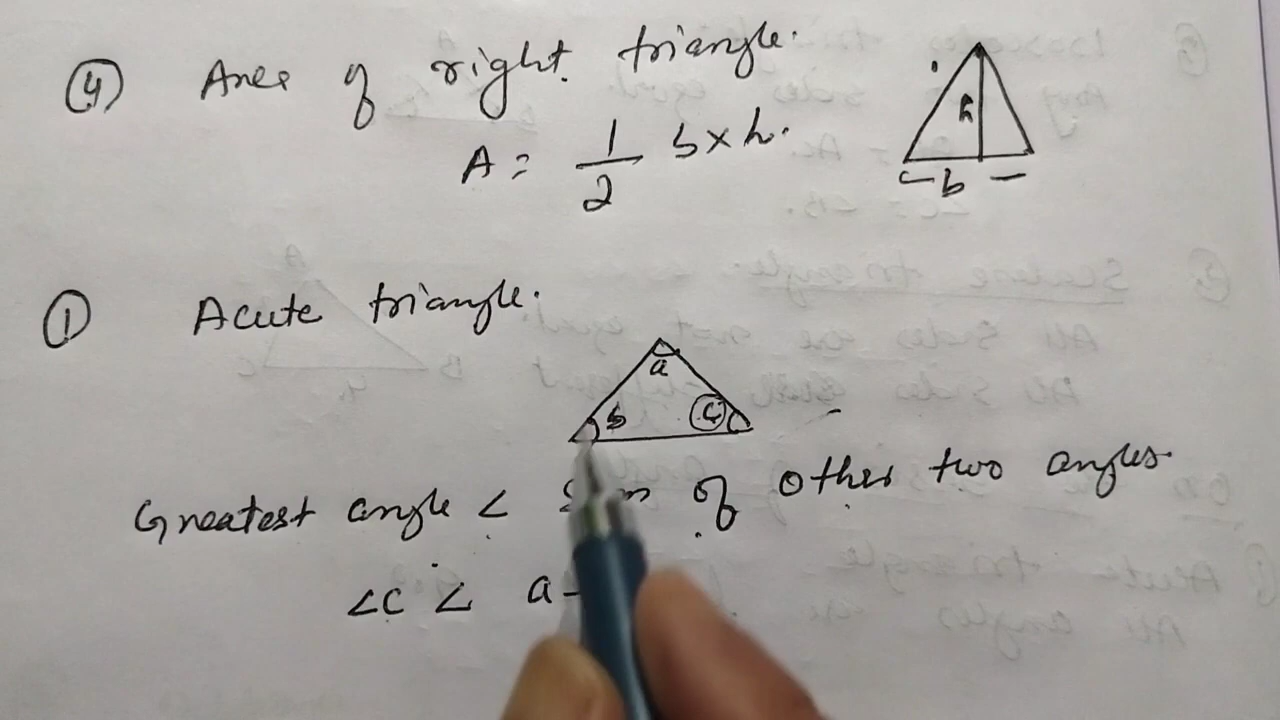 (4) Area of right triangle.
A = 1/2 b×h.
h
b
(1) Acute triangle.
a
b c
Greatest angle < of other two angles.
∠c < a